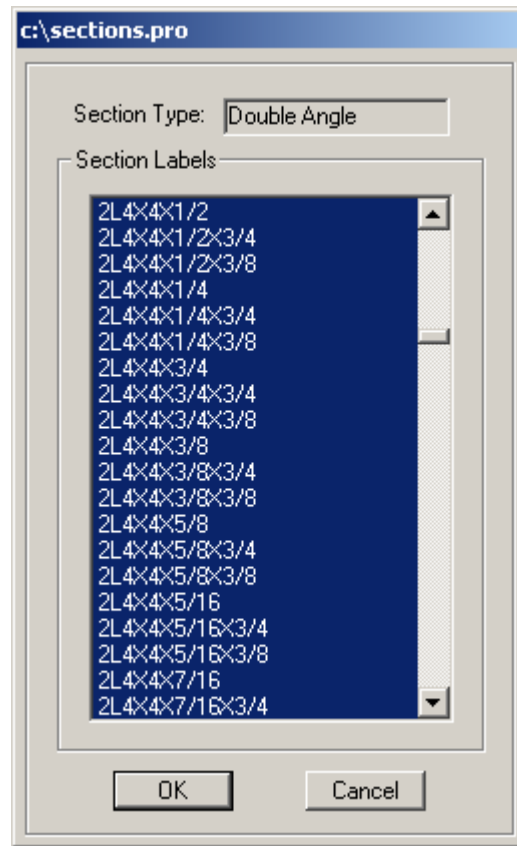 c:\sections.pro
Section Type: Double Angle
Section Labels
2L4X4X1/2
2L4X4X1/2X3/4
2L4X4X1/2X3/8
2L4X4X1/4
2L4X4X1/4X3/4
2L4X4X1/4X3/8
2L4X4X3/4
2L4X4X3/4X3/4
2L4X4X3/4X3/8
2L4X4X3/8
2L4X4X3/8X3/4
2L4X4X3/8X3/8
2L4X4X5/8
2L4X4X5/8X3/4
2L4X4X5/8X3/8
2L4X4X5/16
2L4X4X5/16X3/4
2L4X4X5/16X3/8
2L4X4X7/16
2L4X4X7/16X3/4
OK Cancel